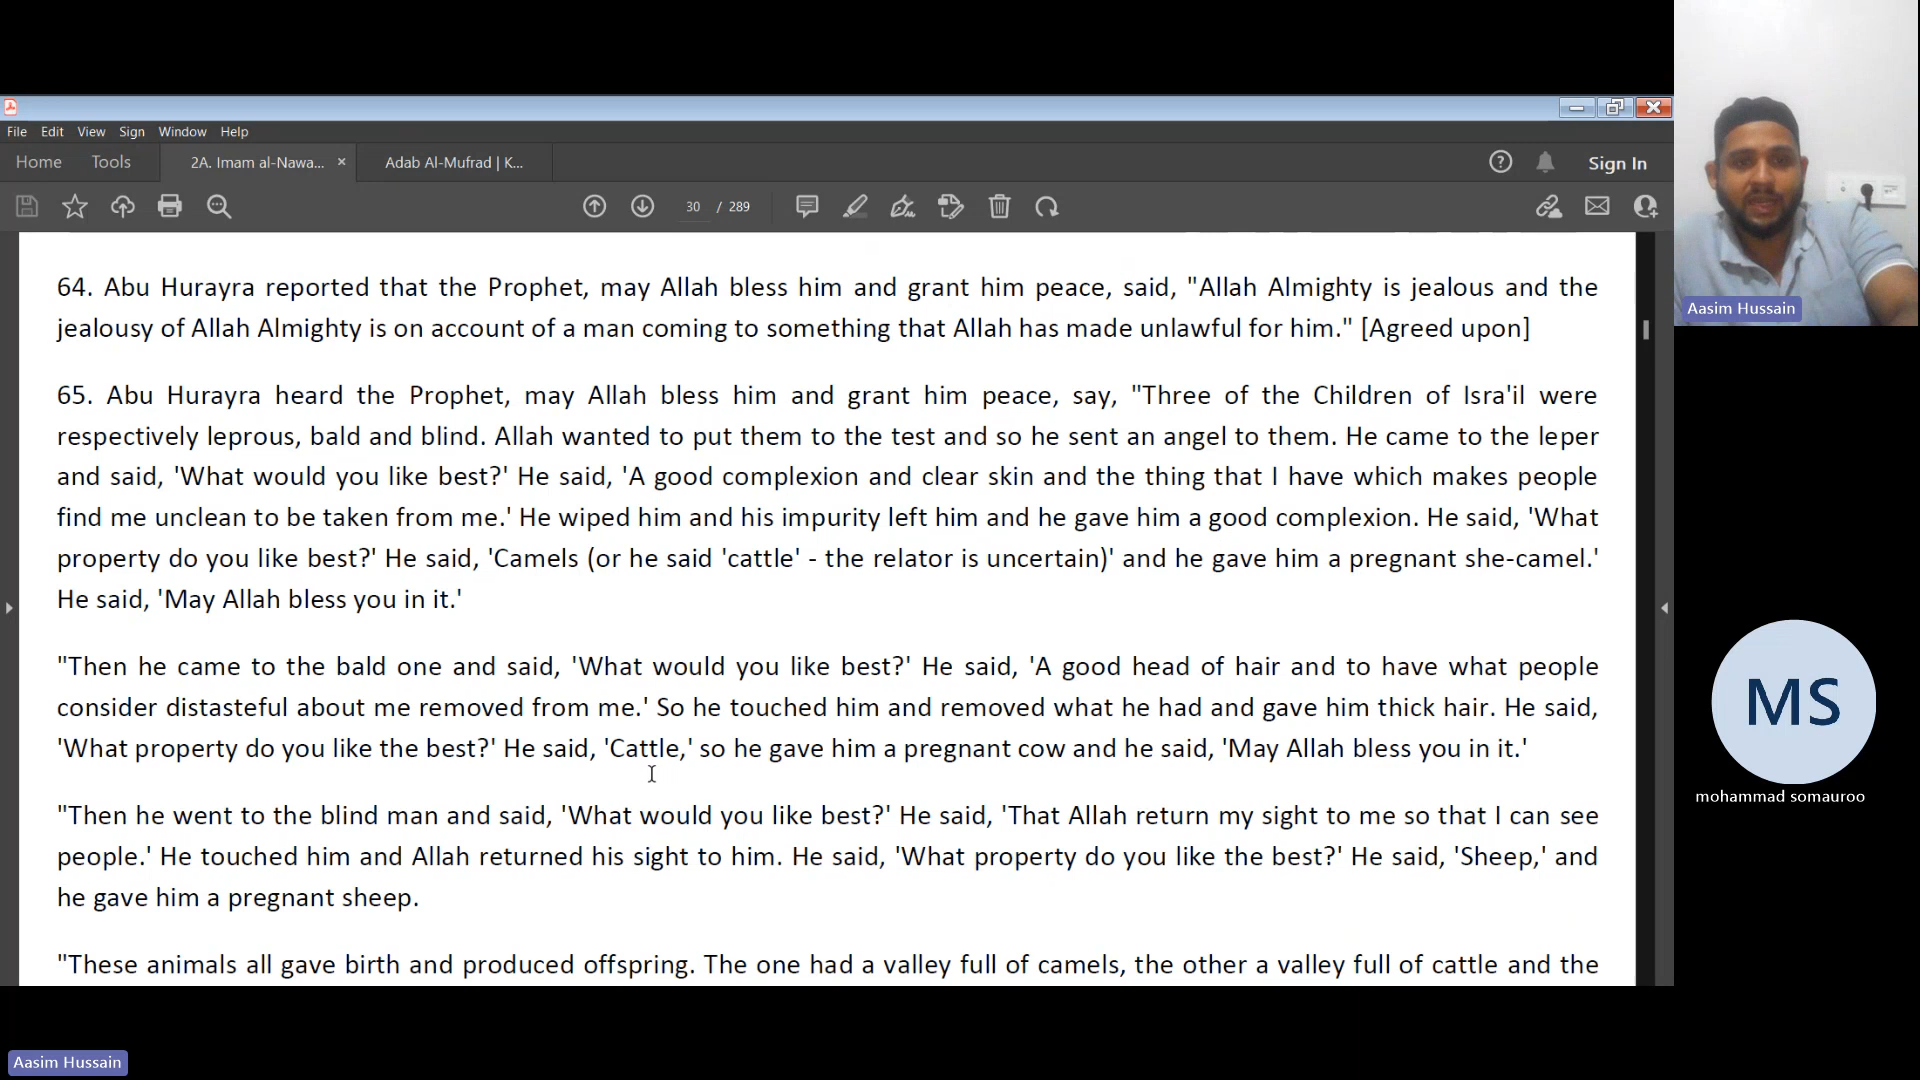 File Edit View Sign Window Help
Home Tools 2A. Imam al-Nawa... × Adab Al-Mufrad | K... Sign In
30 / 289
64. Abu Hurayra reported that the Prophet, may Allah bless him and grant him peace, said, "Allah Almighty is jealous and the
jealousy of Allah Almighty is on account of a man coming to something that Allah has made unlawful for him." [Agreed upon]
65. Abu Hurayra heard the Prophet, may Allah bless him and grant him peace, say, "Three of the Children of Isra'il were
respectively leprous, bald and blind. Allah wanted to put them to the test and so he sent an angel to them. He came to the leper
and said, 'What would you like best?' He said, 'A good complexion and clear skin and the thing that I have which makes people
find me unclean to be taken from me.' He wiped him and his impurity left him and he gave him a good complexion. He said, 'What
property do you like best?' He said, 'Camels (or he said 'cattle' - the relator is uncertain)' and he gave him a pregnant she-camel.'
He said, 'May Allah bless you in it.'
"Then he came to the bald one and said, 'What would you like best?' He said, 'A good head of hair and to have what people
consider distasteful about me removed from me.' So he touched him and removed what he had and gave him thick hair. He said,
'What property do you like the best?' He said, 'Cattle,' so he gave him a pregnant cow and he said, 'May Allah bless you in it.'
"Then he went to the blind man and said, 'What would you like best?' He said, 'That Allah return my sight to me so that I can see
people.' He touched him and Allah returned his sight to him. He said, 'What property do you like the best?' He said, 'Sheep,' and
he gave him a pregnant sheep.
"These animals all gave birth and produced offspring. The one had a valley full of camels, the other a valley full of cattle and the
Aasim Hussain
MS
mohammad somauroo
Aasim Hussain